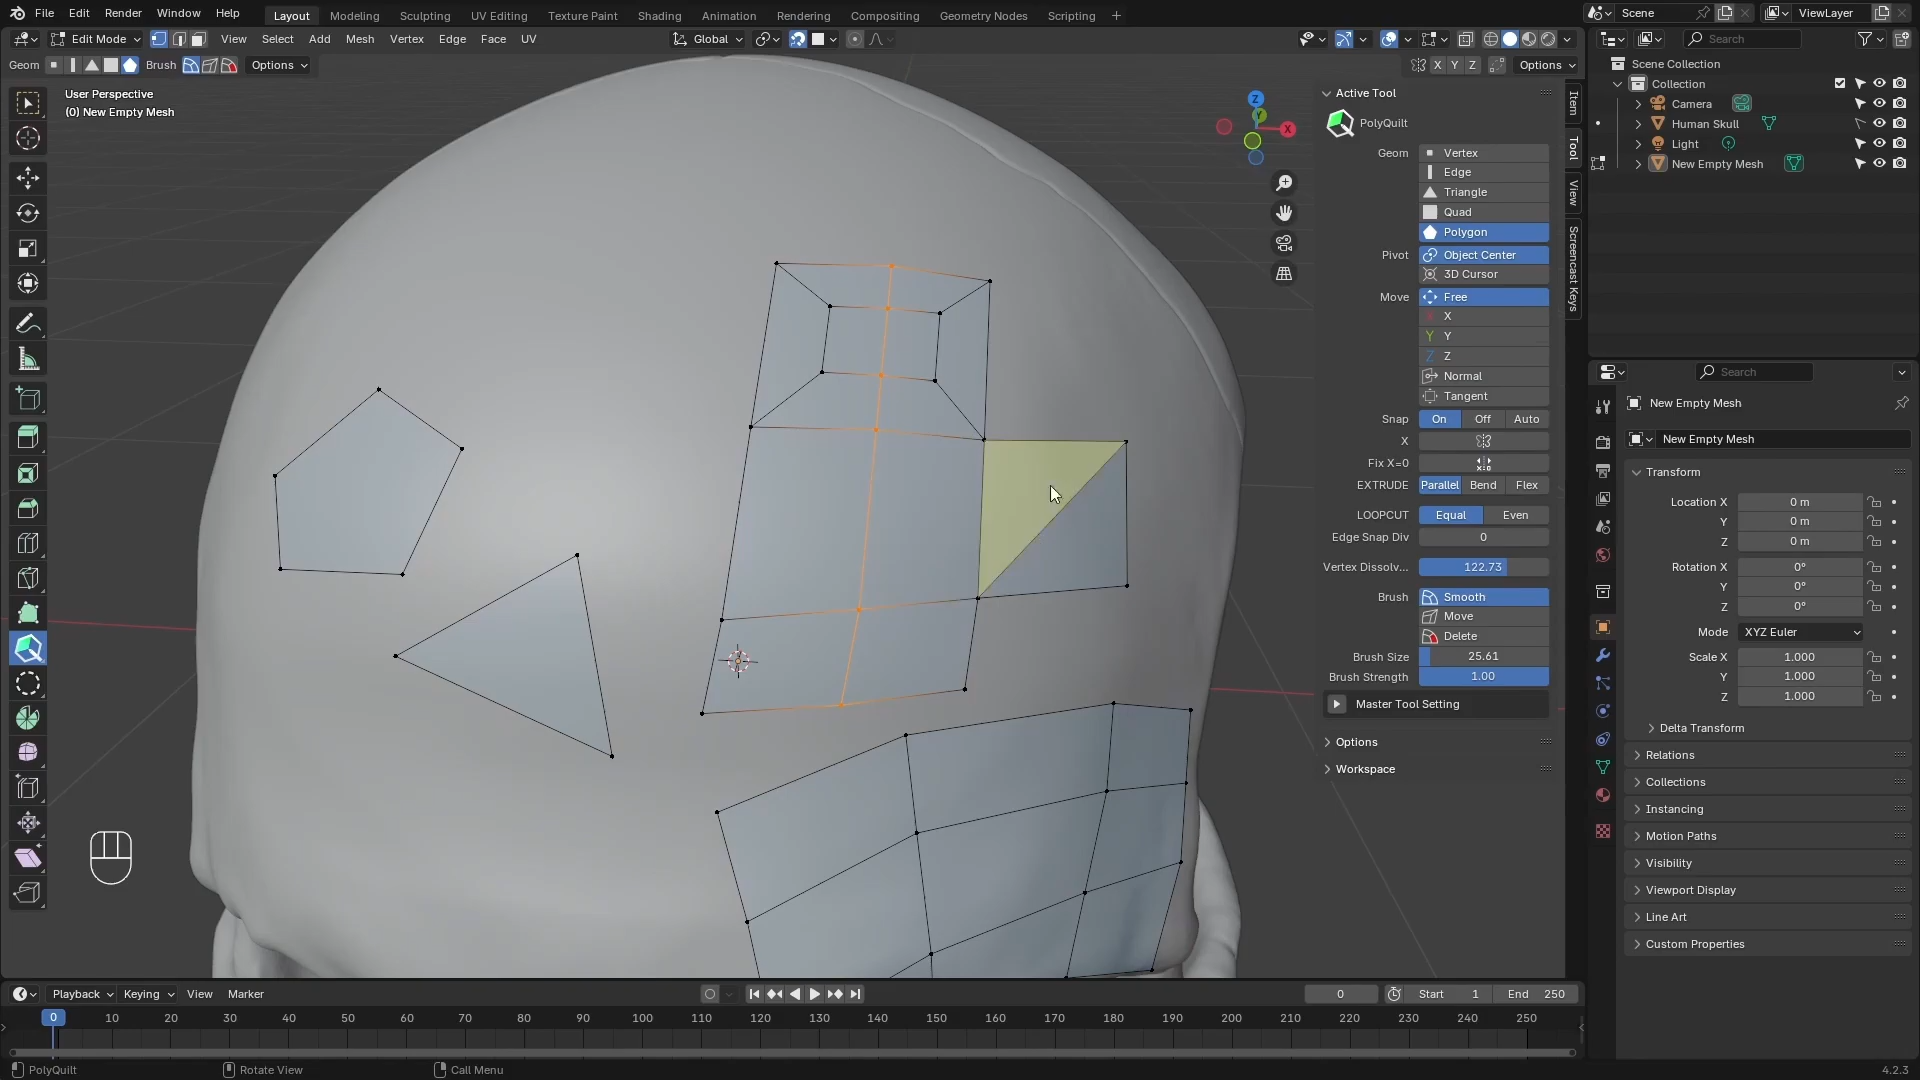 File Edit Render Window Help Layout Modeling Sculpting UV Editing Texture Paint Shading Animation Rendering Compositing Geometry Nodes Scripting Scene ViewLayer
Edit Mode View Select Add Mesh Vertex Edge Face UV Global Search
Geom Brush Options X Y Z Options
User Perspective
(0) New Empty Mesh
Z
X
Active Tool
PolyQuilt
Geom Vertex
Edge
Triangle
Quad
Polygon
Pivot Object Center
3D Cursor
Move Free
X
Y Y
Z Z
Normal
Tangent
Snap On Off Auto
X
Fix X=0
EXTRUDE Parallel Bend Flex
LOOPCUT Equal Even
Edge Snap Div 0
Vertex Dissolv... 122.73
Brush Smooth
Move
Delete
Brush Size 25.61
Brush Strength 1.00
Master Tool Setting
Options
Workspace
Item
Tool
View
Screencast Keys
Scene Collection
Collection
Camera
Human Skull
Light
New Empty Mesh
Search
New Empty Mesh
New Empty Mesh
Transform
Location X 0 m
Y 0 m
Z 0 m
Rotation X 0°
Y 0°
Z 0°
Mode XYZ Euler
Scale X 1.000
Y 1.000
Z 1.000
Delta Transform
Relations
Collections
Instancing
Motion Paths
Visibility
Viewport Display
Line Art
Custom Properties
Playback Keying View Marker 0 Start 1 End 250
0 10 20 30 40 50 60 70 80 90 100 110 120 130 140 150 160 170 180 190 200 210 220 230 240 250
PolyQuilt Rotate View Call Menu 4.2.3